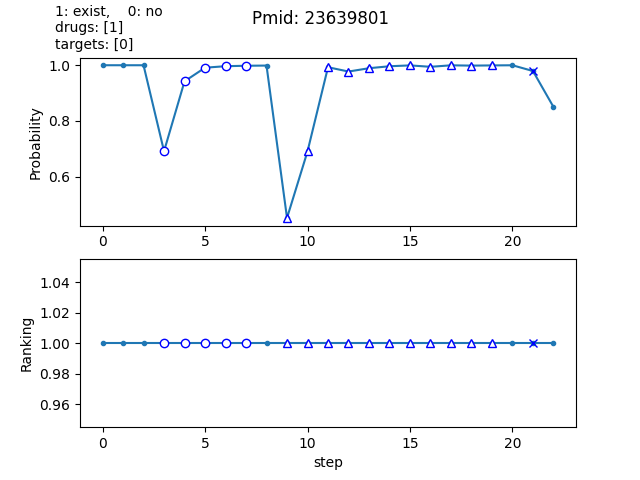 1: exist,    0: no
drugs: [1]
targets: [0]
Pmid: 23639801
1.0
0.8
0.6
Probability
0 5 10 15 20
1.04
1.02
1.00
0.98
0.96
Ranking
0 5 10 15 20
step